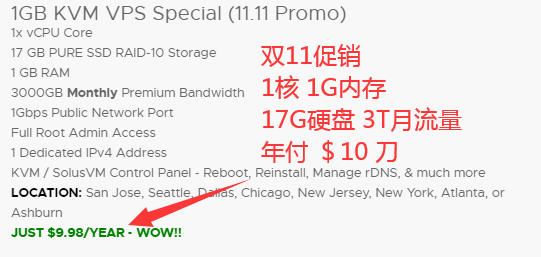 1GB KVM VPS Special (11.11 Promo)
1x vCPU Core
17 GB PURE SSD RAID-10 Storage
1 GB RAM
3000GB Monthly Premium Bandwidth
1Gbps Public Network Port
Full Root Admin Access
1 Dedicated IPv4 Address
KVM / SolusVM Control Panel - Reboot, Reinstall, Manage rDNS, & much more
LOCATION: San Jose, Seattle, Dallas, Chicago, New Jersey, New York, Atlanta, or
Ashburn
JUST $9.98/YEAR - WOW!!
双11促销
1核 1G内存
17G硬盘 3T月流量
年付 ＄10 刀